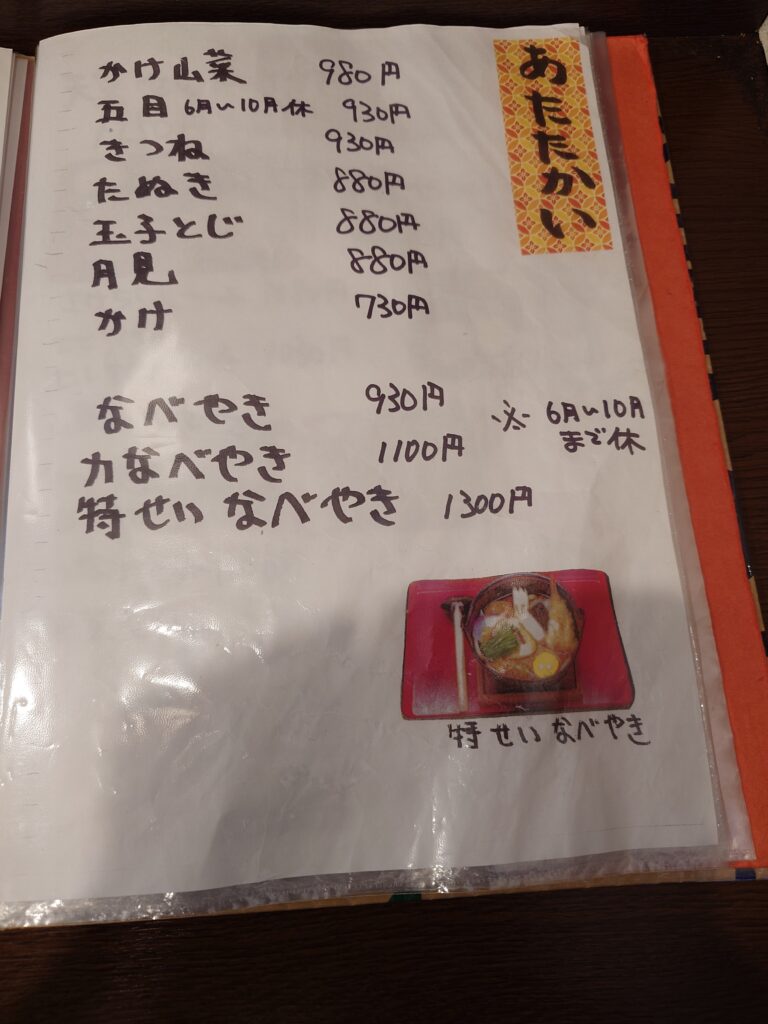 あたたかい
かけ山菜 980円
五目 6月〜10月休 930円
きつね 930円
たぬき 880円
玉子とじ 880円
月見 880円
かけ 730円
なべやき 930円 ※6月〜10月
まで休
力なべやき 1100円
特せいなべやき 1300円
特せいなべやき